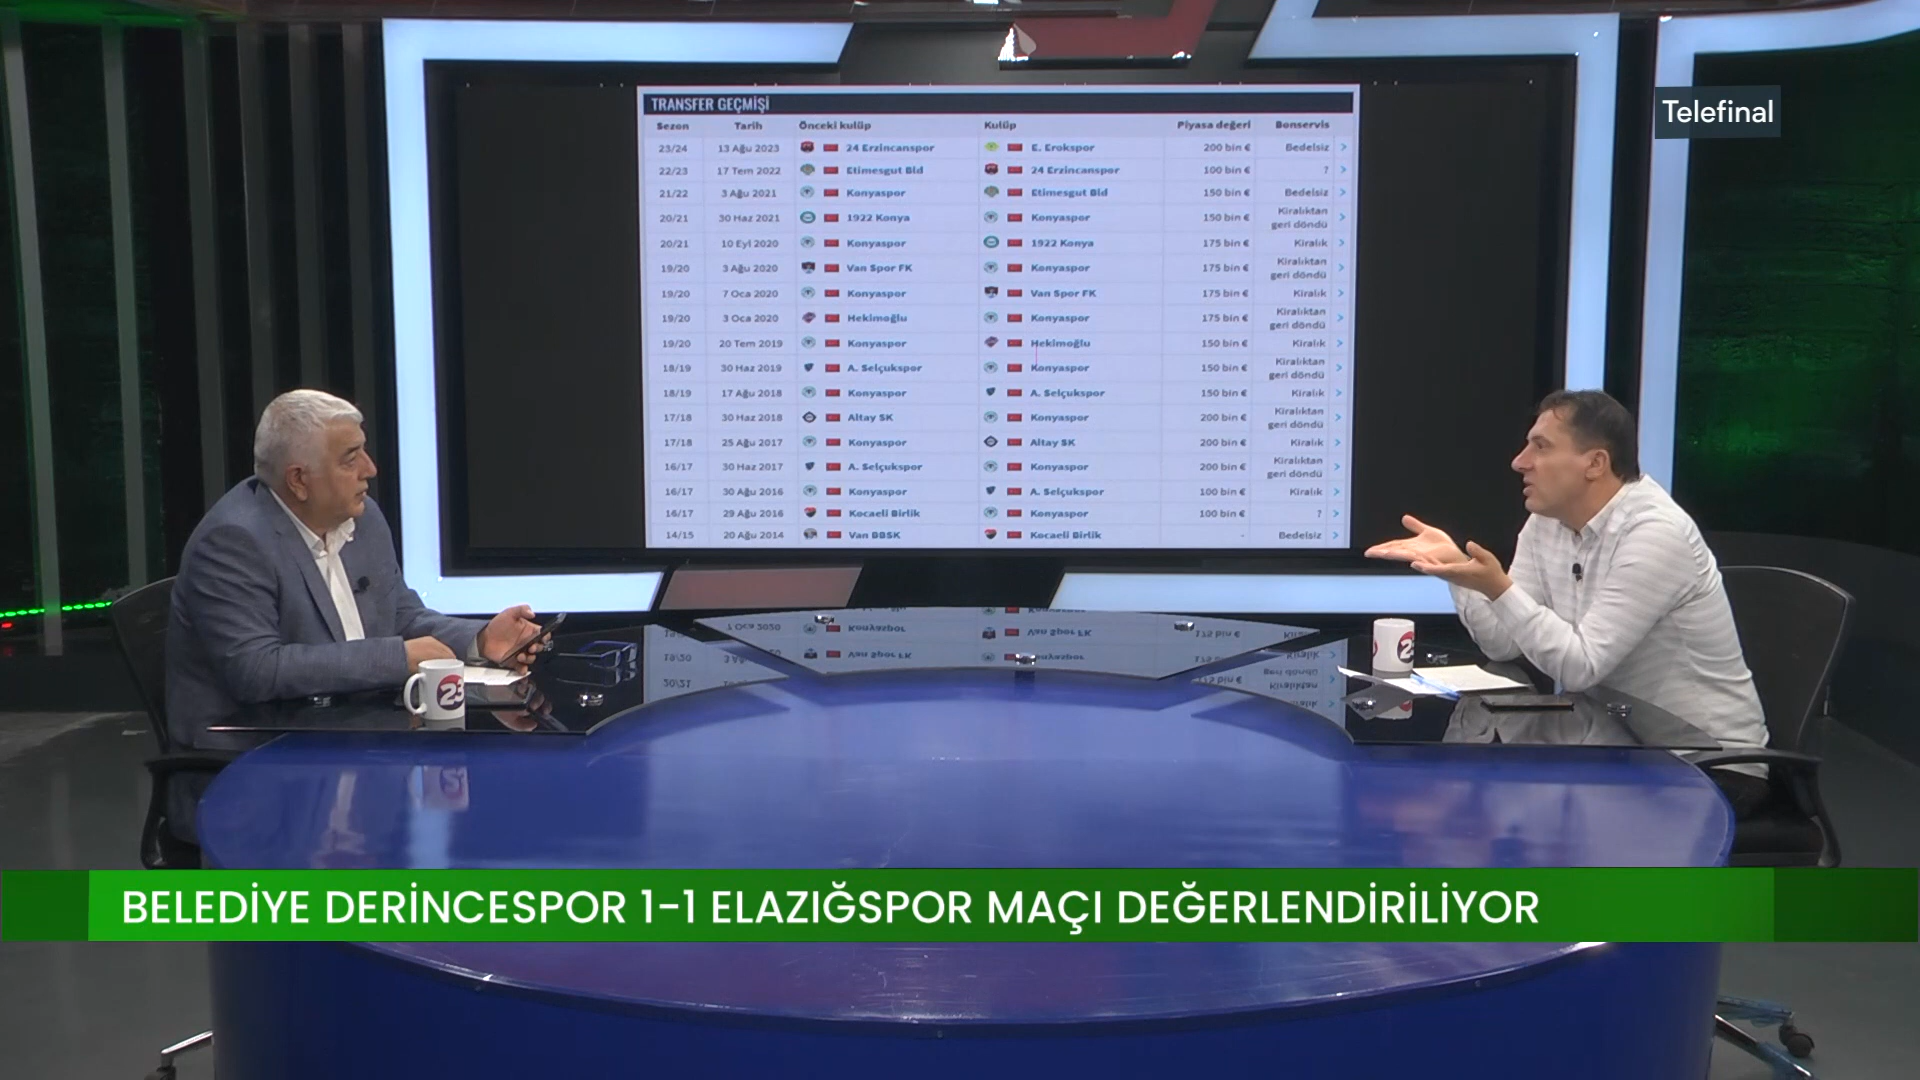 TRANSFER GEÇMİŞİ
Sezon Tarih Önceki kulüp Kulüp Piyasa değeri Bonservis
23/24 13 Ağu 2023 24 Erzincanspor E. Erokspor 200 bin € Bedelsiz
22/23 17 Tem 2022 Etimesgut Bld 24 Erzincanspor 100 bin € ?
21/22 3 Ağu 2021 Konyaspor Etimesgut Bld 150 bin € Bedelsiz
20/21 30 Haz 2021 1922 Konya Konyaspor 150 bin € Kiralıktan geri döndü
20/21 10 Eyl 2020 Konyaspor 1922 Konya 175 bin € Kiralık
19/20 3 Ağu 2020 Van Spor FK Konyaspor 175 bin € Kiralıktan geri döndü
19/20 7 Oca 2020 Konyaspor Van Spor FK 175 bin € Kiralık
19/20 3 Oca 2020 Hekimoğlu Konyaspor 175 bin € Kiralıktan geri döndü
19/20 20 Tem 2019 Konyaspor Hekimoğlu 150 bin € Kiralık
18/19 30 Haz 2019 A. Selçukspor Konyaspor 150 bin € Kiralıktan geri döndü
18/19 17 Ağu 2018 Konyaspor A. Selçukspor 150 bin € Kiralık
17/18 30 Haz 2018 Altay SK Konyaspor 200 bin € Kiralıktan geri döndü
17/18 25 Ağu 2017 Konyaspor Altay SK 200 bin € Kiralık
16/17 30 Haz 2017 A. Selçukspor Konyaspor 200 bin € Kiralıktan geri döndü
16/17 30 Ağu 2016 Konyaspor A. Selçukspor 100 bin € Kiralık
16/17 29 Ağu 2016 Kocaeli Birlik Konyaspor 100 bin € ?
14/15 20 Ağu 2014 Van BBSK Kocaeli Birlik - Bedelsiz
Telefinal
23
23
BELEDİYE DERİNCESPOR 1-1 ELAZIĞSPOR MAÇI DEĞERLENDİRİLİYOR